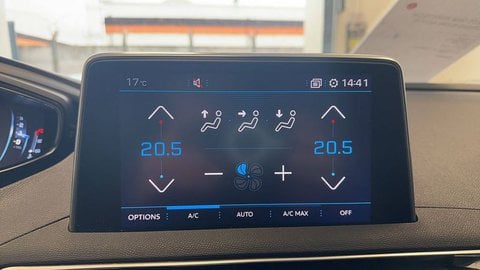 17°C 14:41
20.5 20.5
OPTIONS A/C AUTO A/C MAX OFF